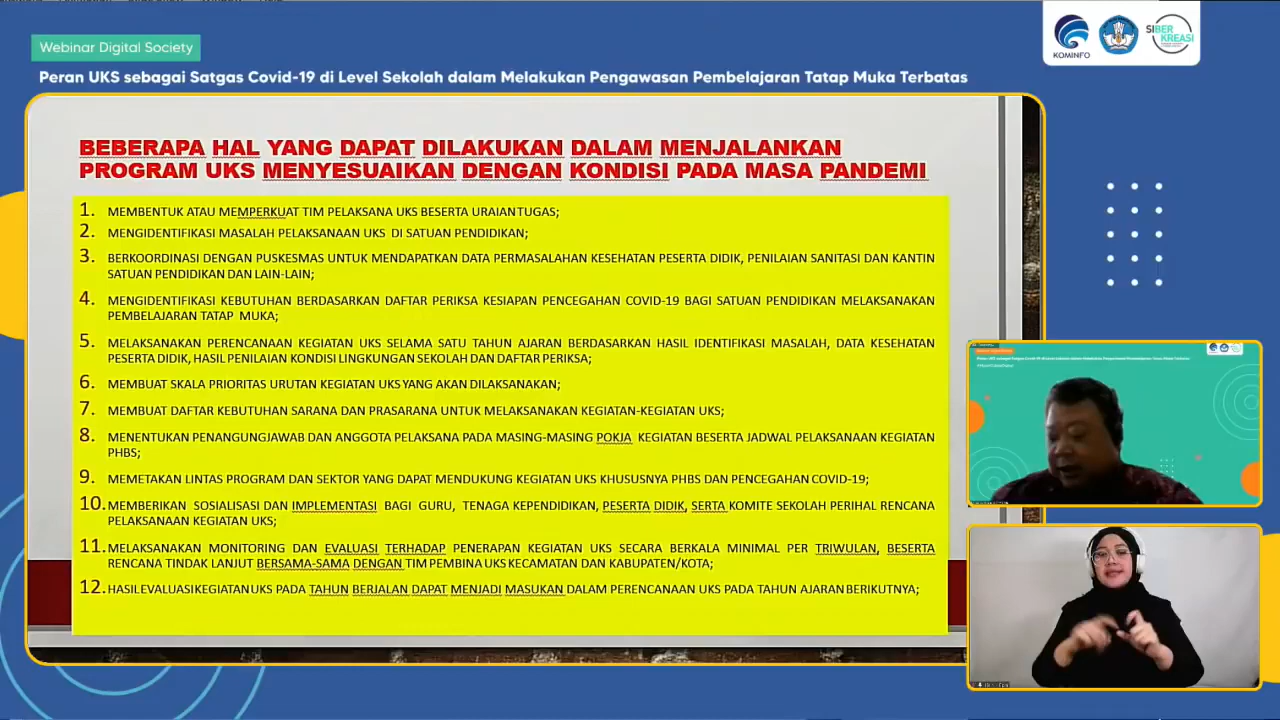 Webinar Digital Society
Peran UKS sebagai Satgas Covid-19 di Level Sekolah dalam Melakukan Pengawasan Pembelajaran Tatap Muka Terbatas
KOMINFO
SIBER
KREASI
BEBERAPA HAL YANG DAPAT DILAKUKAN DALAM MENJALANKAN
PROGRAM UKS MENYESUAIKAN DENGAN KONDISI PADA MASA PANDEMI
1. MEMBENTUK ATAU MEMPERKUAT TIM PELAKSANA UKS BESERTA URAIAN TUGAS;
2. MENGIDENTIFIKASI MASALAH PELAKSANAAN UKS DI SATUAN PENDIDIKAN;
3. BERKOORDINASI DENGAN PUSKESMAS UNTUK MENDAPATKAN DATA PERMASALAHAN KESEHATAN PESERTA DIDIK, PENILAIAN SANITASI DAN KANTIN
SATUAN PENDIDIKAN DAN LAIN-LAIN;
4. MENGIDENTIFIKASI KEBUTUHAN BERDASARKAN DAFTAR PERIKSA KESIAPAN PENCEGAHAN COVID-19 BAGI SATUAN PENDIDIKAN MELAKSANAKAN
PEMBELAJARAN TATAP MUKA;
5. MELAKSANAKAN PERENCANAAN KEGIATAN UKS SELAMA SATU TAHUN AJARAN BERDASARKAN HASIL IDENTIFIKASI MASALAH, DATA KESEHATAN
PESERTA DIDIK, HASIL PENILAIAN KONDISI LINGKUNGAN SEKOLAH DAN DAFTAR PERIKSA;
6. MEMBUAT SKALA PRIORITAS URUTAN KEGIATAN UKS YANG AKAN DILAKSANAKAN;
7. MEMBUAT DAFTAR KEBUTUHAN SARANA DAN PRASARANA UNTUK MELAKSANAKAN KEGIATAN-KEGIATAN UKS;
8. MENENTUKAN PENANGUNGJAWAB DAN ANGGOTA PELAKSANA PADA MASING-MASING POKJA KEGIATAN BESERTA JADWAL PELAKSANAAN KEGIATAN
PHBS;
9. MEMETAKAN LINTAS PROGRAM DAN SEKTOR YANG DAPAT MENDUKUNG KEGIATAN UKS KHUSUSNYA PHBS DAN PENCEGAHAN COVID-19;
10. MEMBERIKAN SOSIALISASI DAN IMPLEMENTASI BAGI GURU, TENAGA KEPENDIDIKAN, PESERTA DIDIK, SERTA KOMITE SEKOLAH PERIHAL RENCANA
PELAKSANAAN KEGIATAN UKS;
11. MELAKSANAKAN MONITORING DAN EVALUASI TERHADAP PENERAPAN KEGIATAN UKS SECARA BERKALA MINIMAL PER TRIWULAN, BESERTA
RENCANA TINDAK LANJUT BERSAMA-SAMA DENGAN TIM PEMBINA UKS KECAMATAN DAN KABUPATEN/KOTA;
12. HASIL EVALUASI KEGIATAN UKS PADA TAHUN BERJALAN DAPAT MENJADI MASUKAN DALAM PERENCANAAN UKS PADA TAHUN AJARAN BERIKUTNYA;